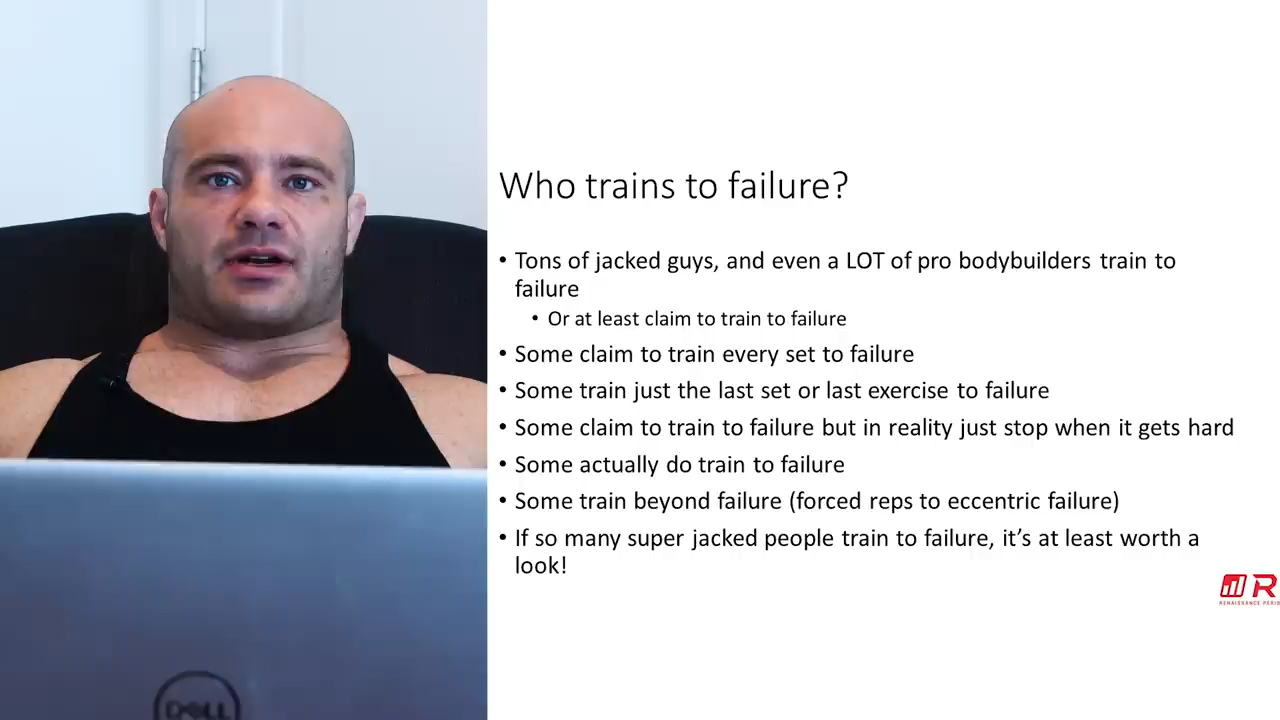 Who trains to failure?
• Tons of jacked guys, and even a LOT of pro bodybuilders train to
failure
• Or at least claim to train to failure
• Some claim to train every set to failure
• Some train just the last set or last exercise to failure
• Some claim to train to failure but in reality just stop when it gets hard
• Some actually do train to failure
• Some train beyond failure (forced reps to eccentric failure)
• If so many super jacked people train to failure, it’s at least worth a
look!
R
RENAISSANCE PERIO
DELL